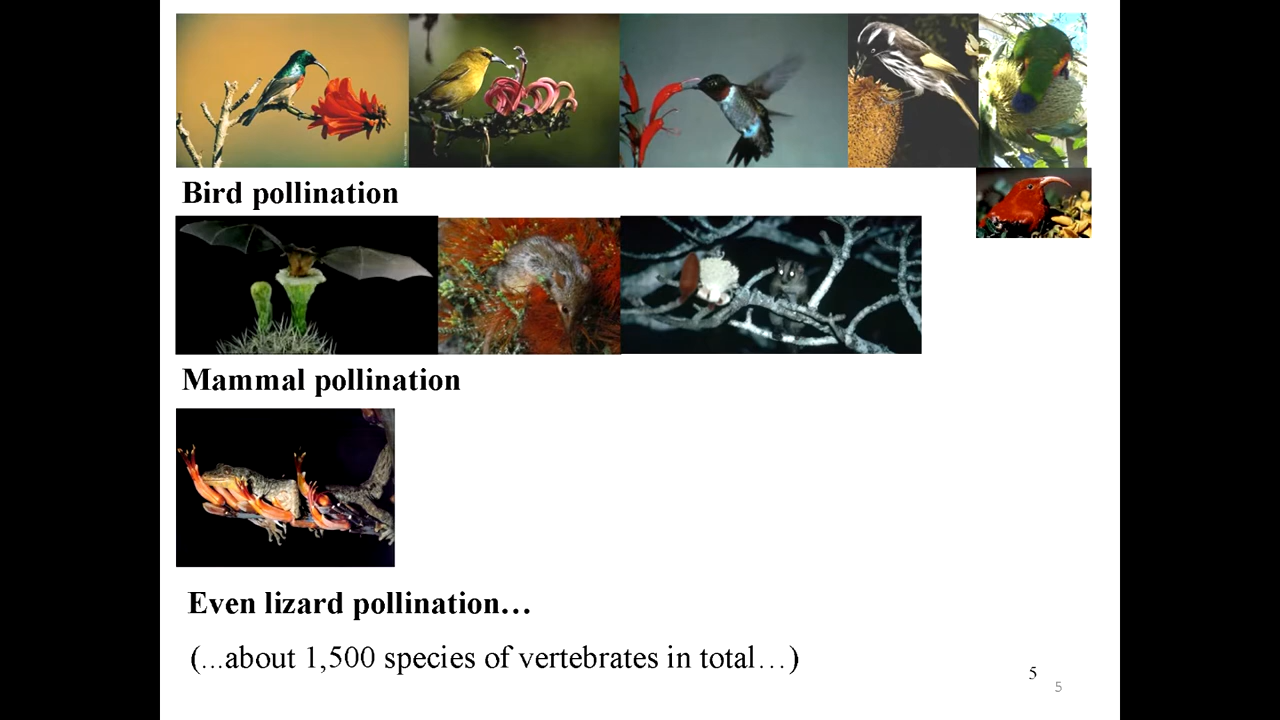 Bird pollination
Mammal pollination
Even lizard pollination…
(...about 1,500 species of vertebrates in total…)
5
5